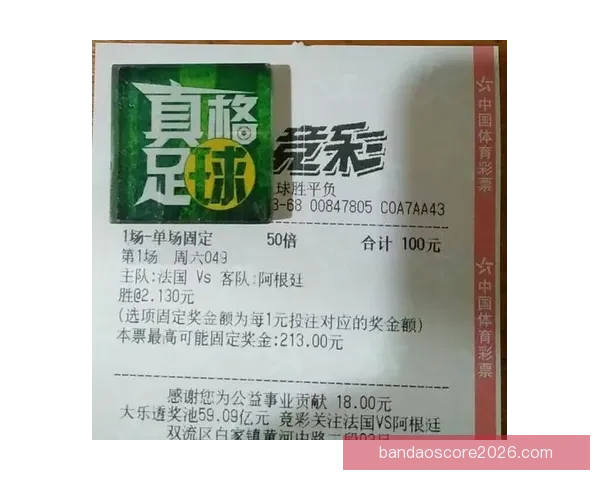 真格
足球
竞彩
球胜平负
3-68 00847805 C0A7AA43
1场-单场固定 50倍 合计 100元
第1场 周六049
主队:法国 Vs 客队:阿根廷
胜@2.130元
(选项固定奖金额为每1元投注对应的奖金额)
本票最高可能固定奖金:213.00元
感谢您为公益事业贡献 18.00元
大乐透奖池59.09亿元 竞彩关注法国VS阿根廷
双流区白家镇黄河中路二段
中国体育彩票
中国体育彩票
bandaoscore2026.com